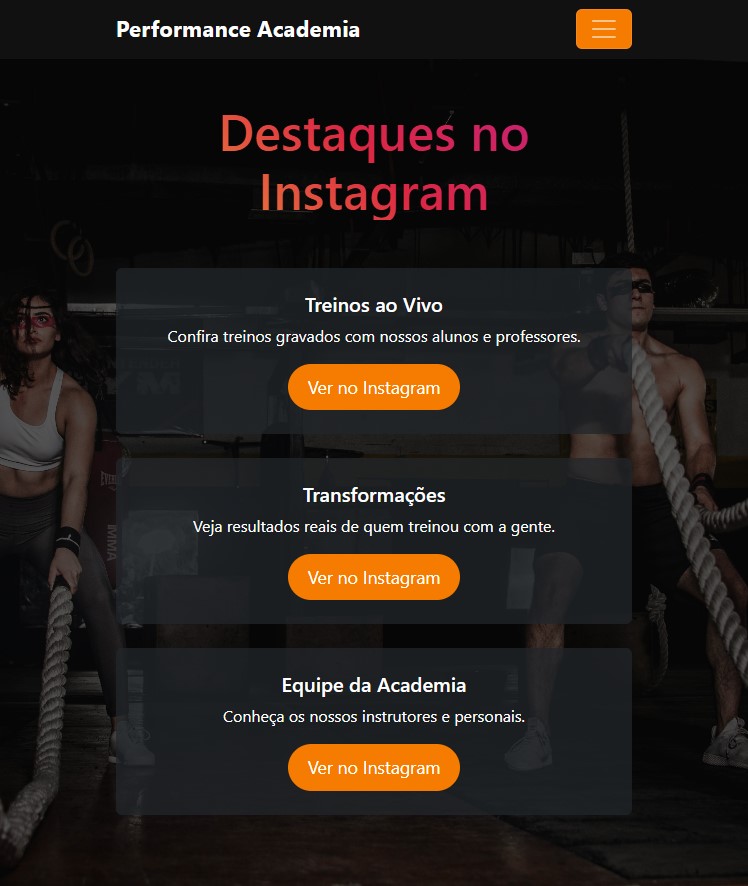 Performance Academia
Destaques no
Instagram
Treinos ao Vivo
Confira treinos gravados com nossos alunos e professores.
Ver no Instagram
Transformações
Veja resultados reais de quem treinou com a gente.
Ver no Instagram
Equipe da Academia
Conheça os nossos instrutores e personais.
Ver no Instagram